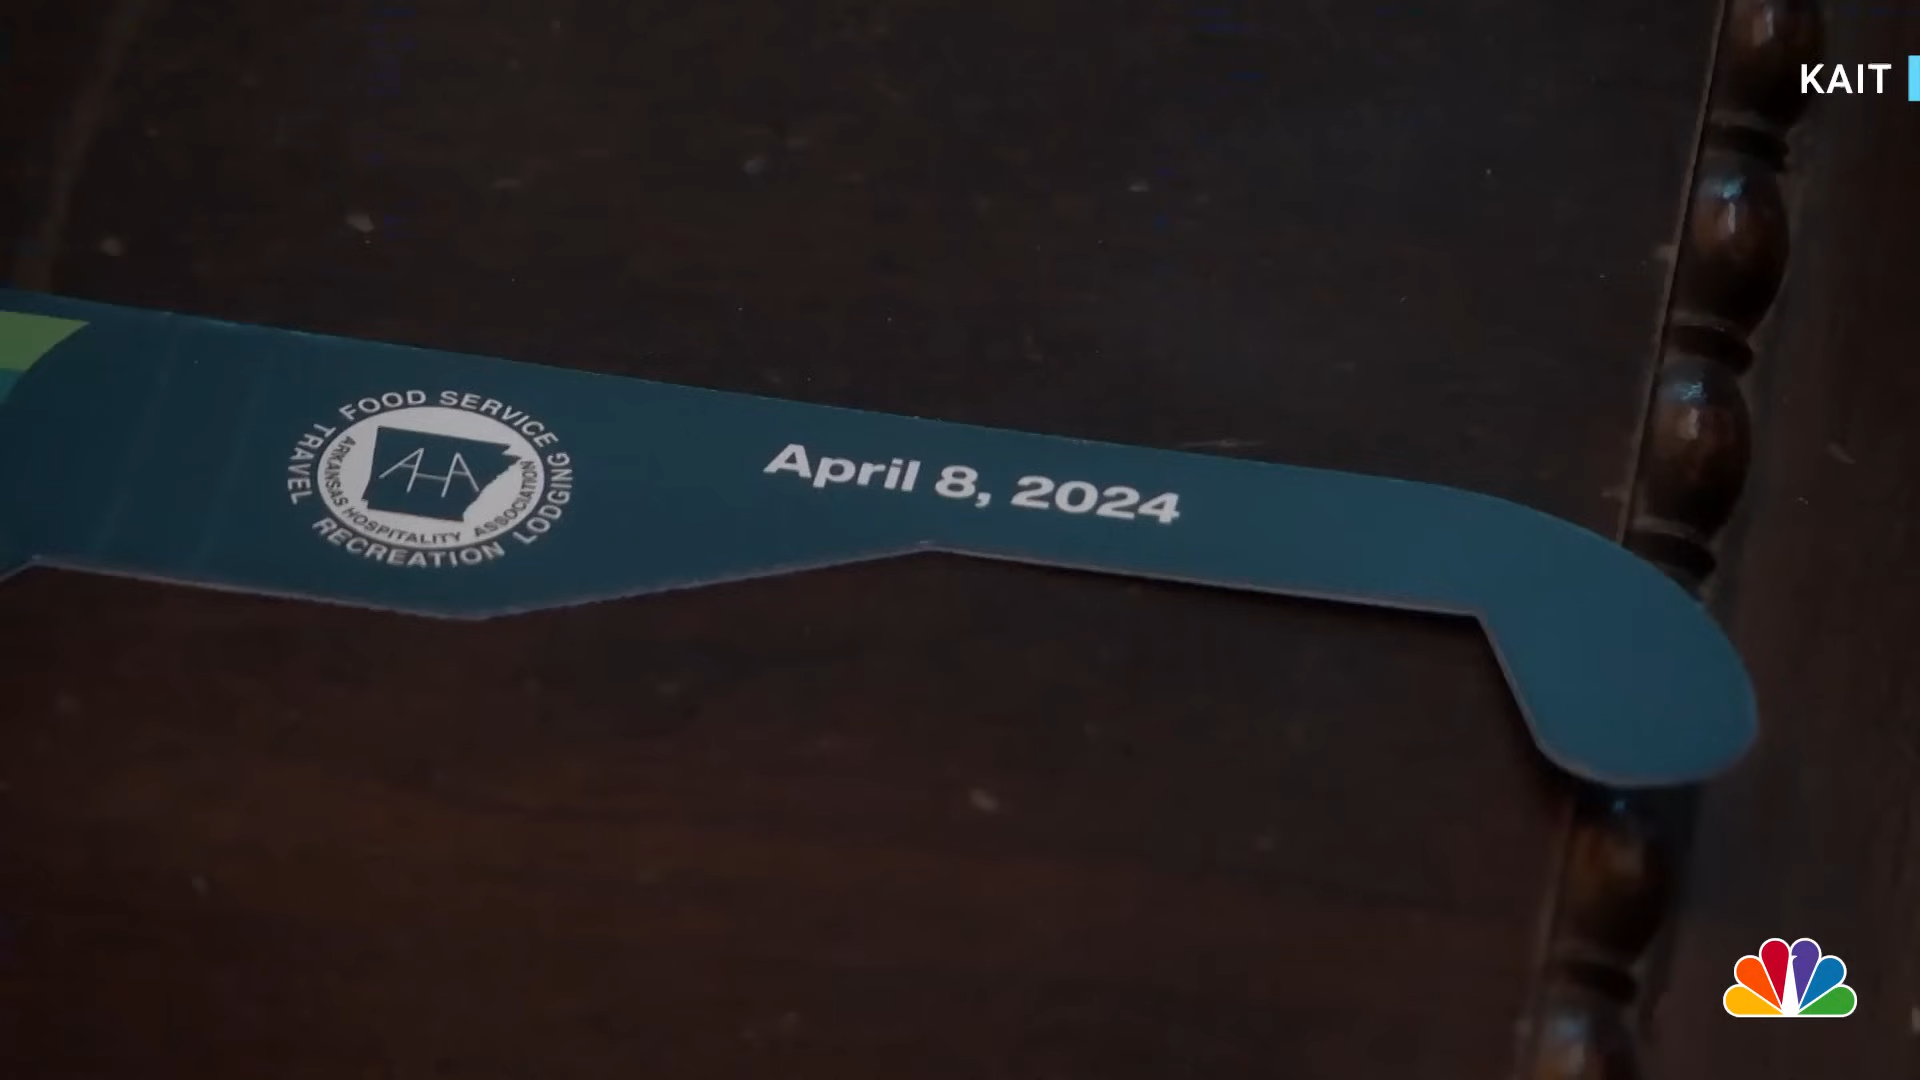 KAIT
FOOD SERVICE
LODGING
RECREATION
TRAVEL
ARKANSAS HOSPITALITY ASSOCIATION
AHA
April 8, 2024